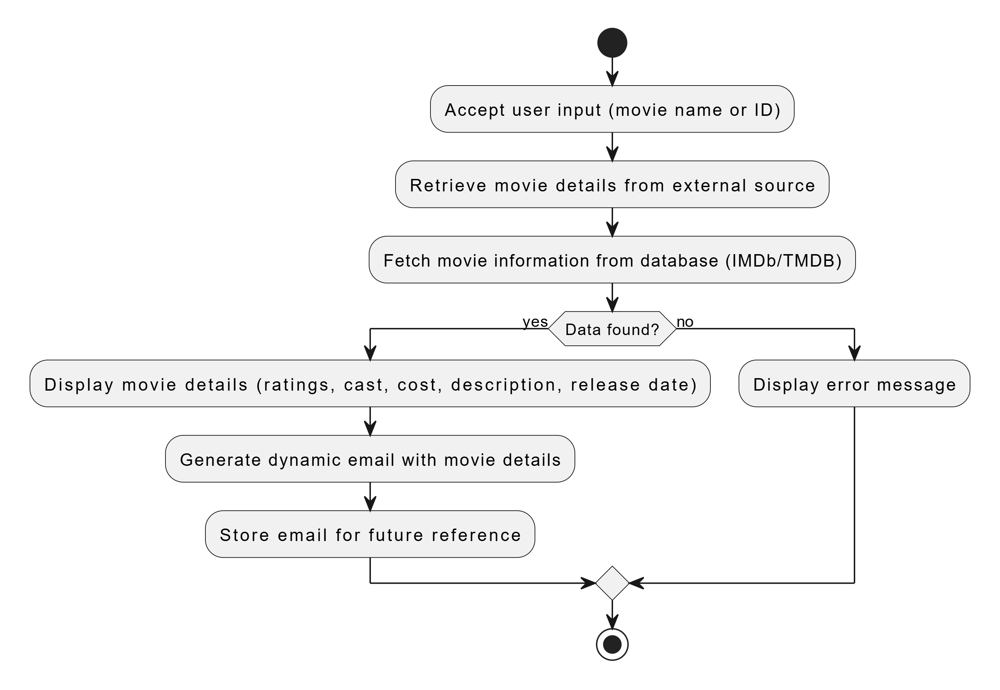 Accept user input (movie name or ID)
Retrieve movie details from external source
Fetch movie information from database (IMDb/TMDB)
yes
Data found?
no
Display movie details (ratings, cast, cost, description, release date)
Display error message
Generate dynamic email with movie details
Store email for future reference